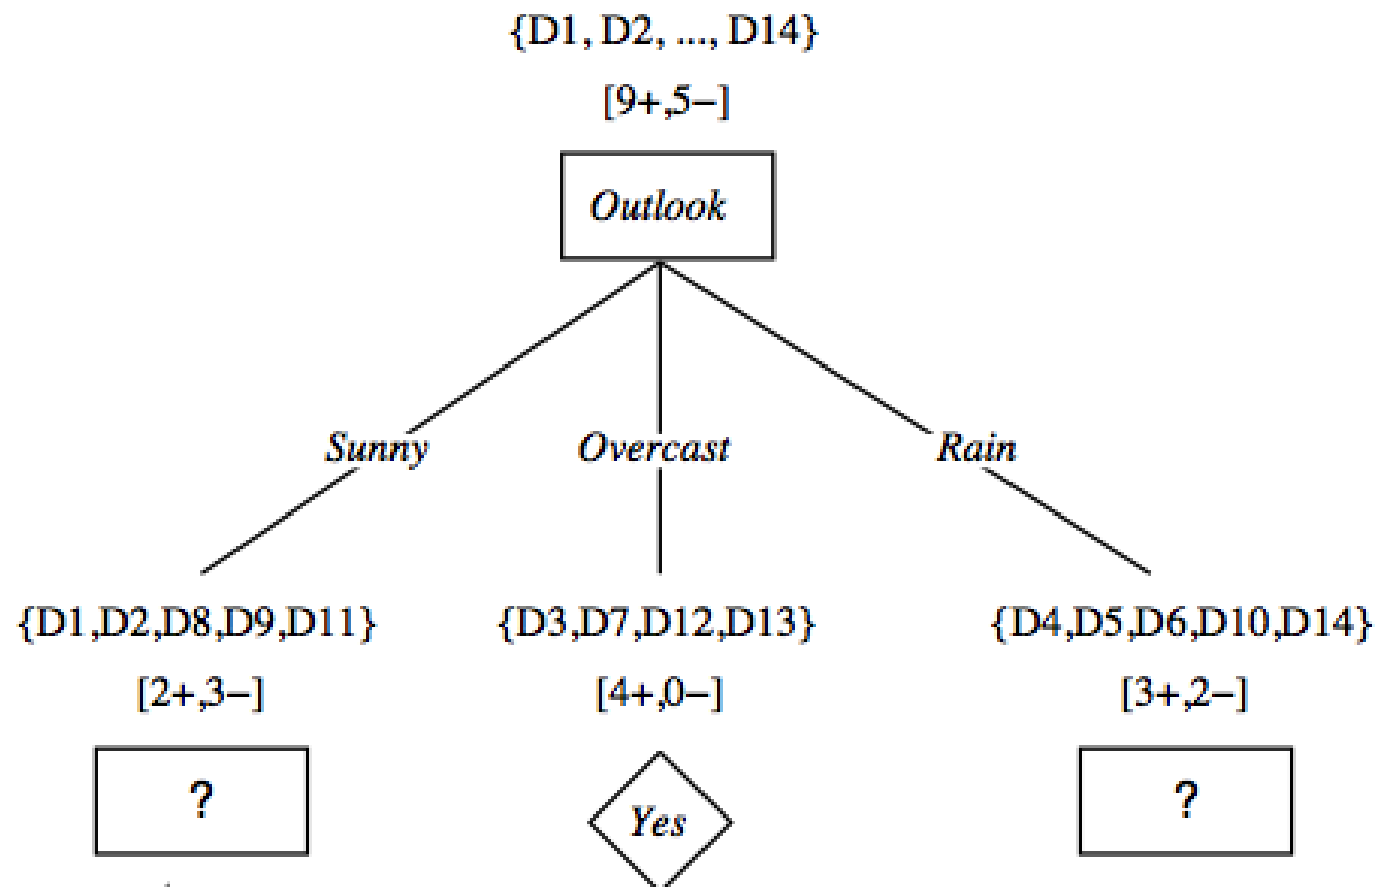 {D1, D2, ..., D14}
[9+,5−]
Outlook
Sunny
Overcast
Rain
{D1,D2,D8,D9,D11}
{D3,D7,D12,D13}
{D4,D5,D6,D10,D14}
[2+,3−]
[4+,0−]
[3+,2−]
?
Yes
?